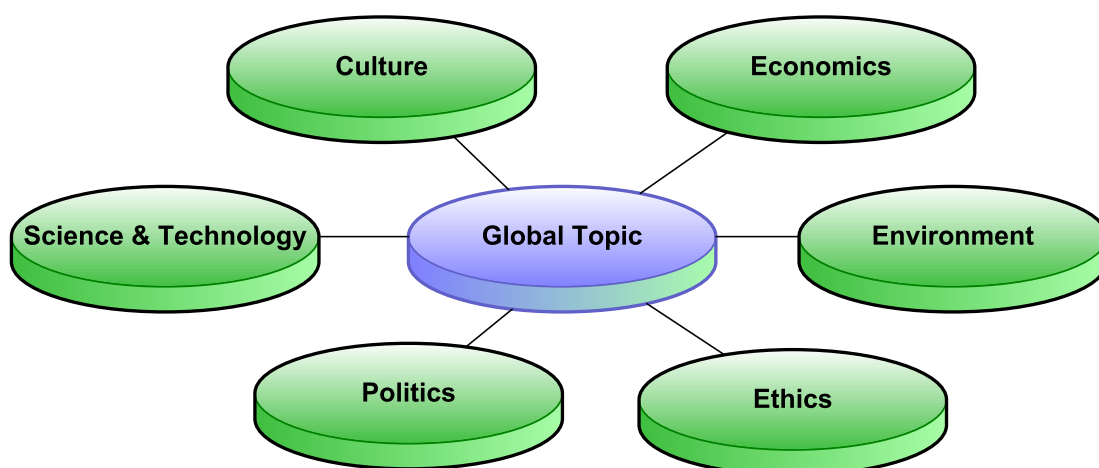 Culture
Economics
Science & Technology
Global Topic
Environment
Politics
Ethics